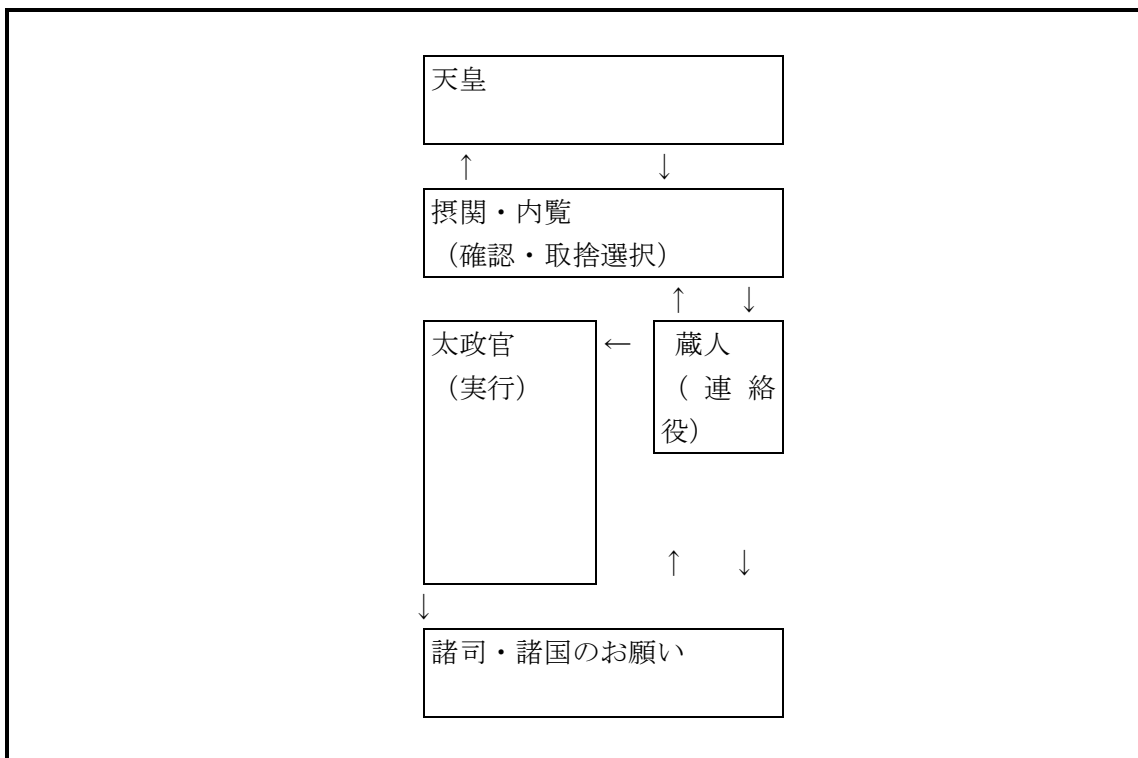 天皇
↑ ↓
摂関・内覧
（確認・取捨選択）
↑ ↓
太政官
（実行）
←
蔵人
（連絡
役）
↑ ↓
↓
諸司・諸国のお願い